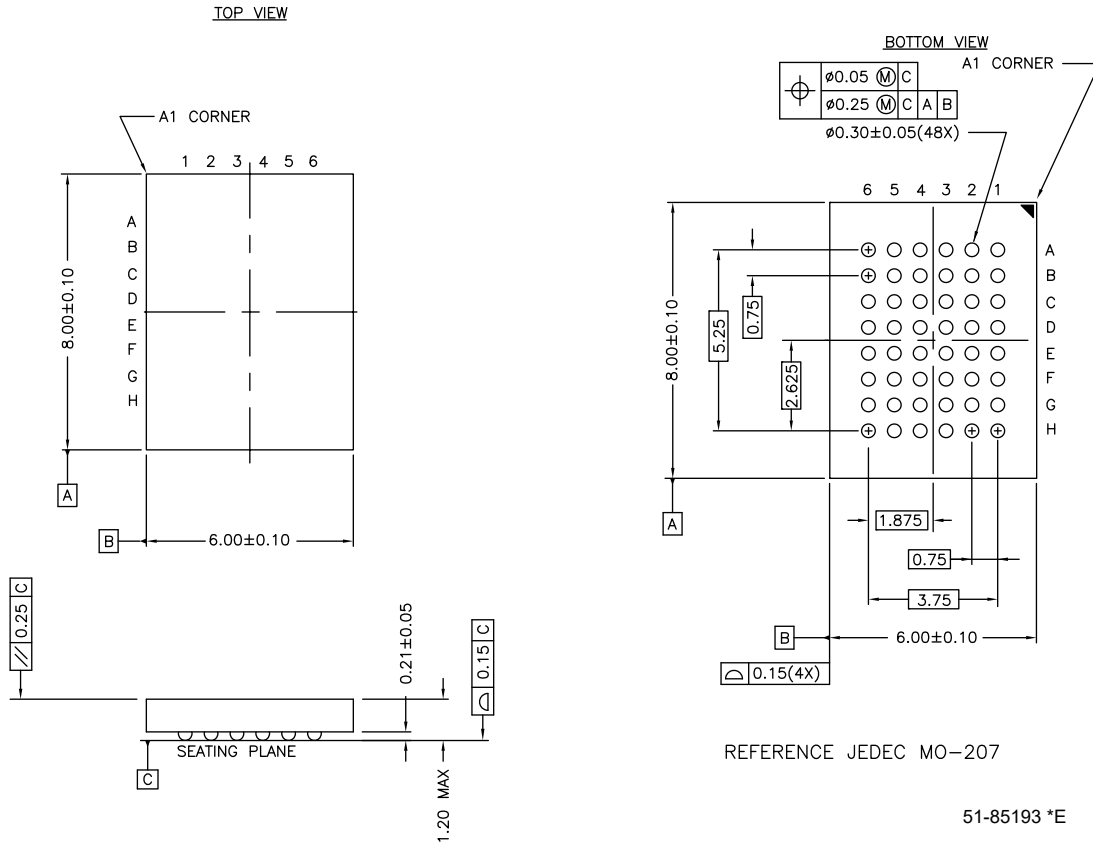 TOP VIEW
A1 CORNER
1 2 3 4 5 6
A
B
C
D
E
F
G
H
8.00±0.10
A
B
6.00±0.10
// 0.25 C
0.21±0.05
⌓ 0.15 C
SEATING PLANE
C
1.20 MAX
BOTTOM VIEW
A1 CORNER
⌖ ø0.05 Ⓜ C
ø0.25 Ⓜ C A B
ø0.30±0.05(48X)
6 5 4 3 2 1
A
B
C
D
E
F
G
H
8.00±0.10
5.25
0.75
2.625
A
1.875
0.75
3.75
B
6.00±0.10
⌓ 0.15(4X)
REFERENCE JEDEC MO-207
51-85193 *E